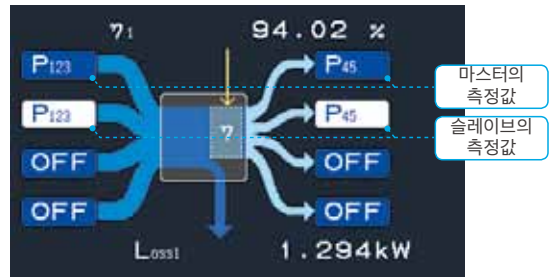 η1 94.02 %
P123 P45
마스터의
측정값
P123 η P45
슬레이브의
측정값
OFF OFF
OFF OFF
Loss1 1.294kW